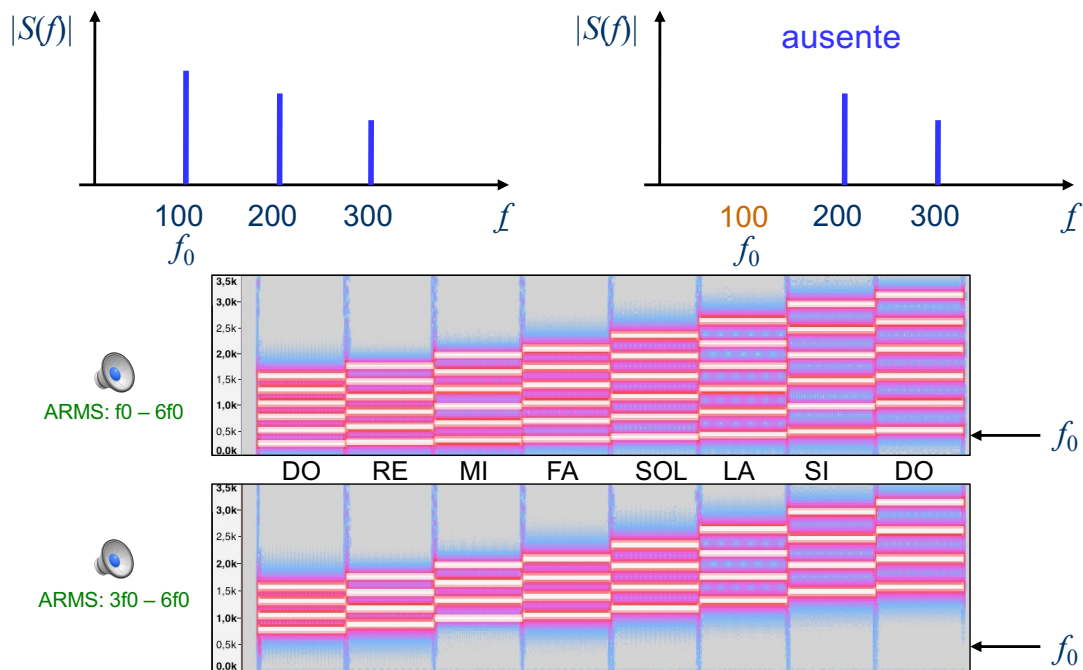 |S(f)|
|S(f)|
ausente
100 200 300 f
f0
100 200 300 f
f0
3,5k
3,0k
2,5k
2,0k
1,5k
1,0k
0,5k
0.0k
ARMS: f0 – 6f0
f0
DO RE MI FA SOL LA SI DO
3,5k
3,0k
2,5k
2,0k
1,5k
1,0k
0,5k
0.0k
ARMS: 3f0 – 6f0
f0